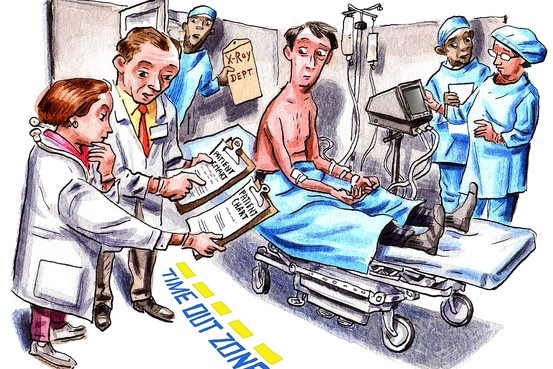 X-Ray
DEPT.
PATIENT
CHART
PATIENT
CHART
TIME OUT ZONE